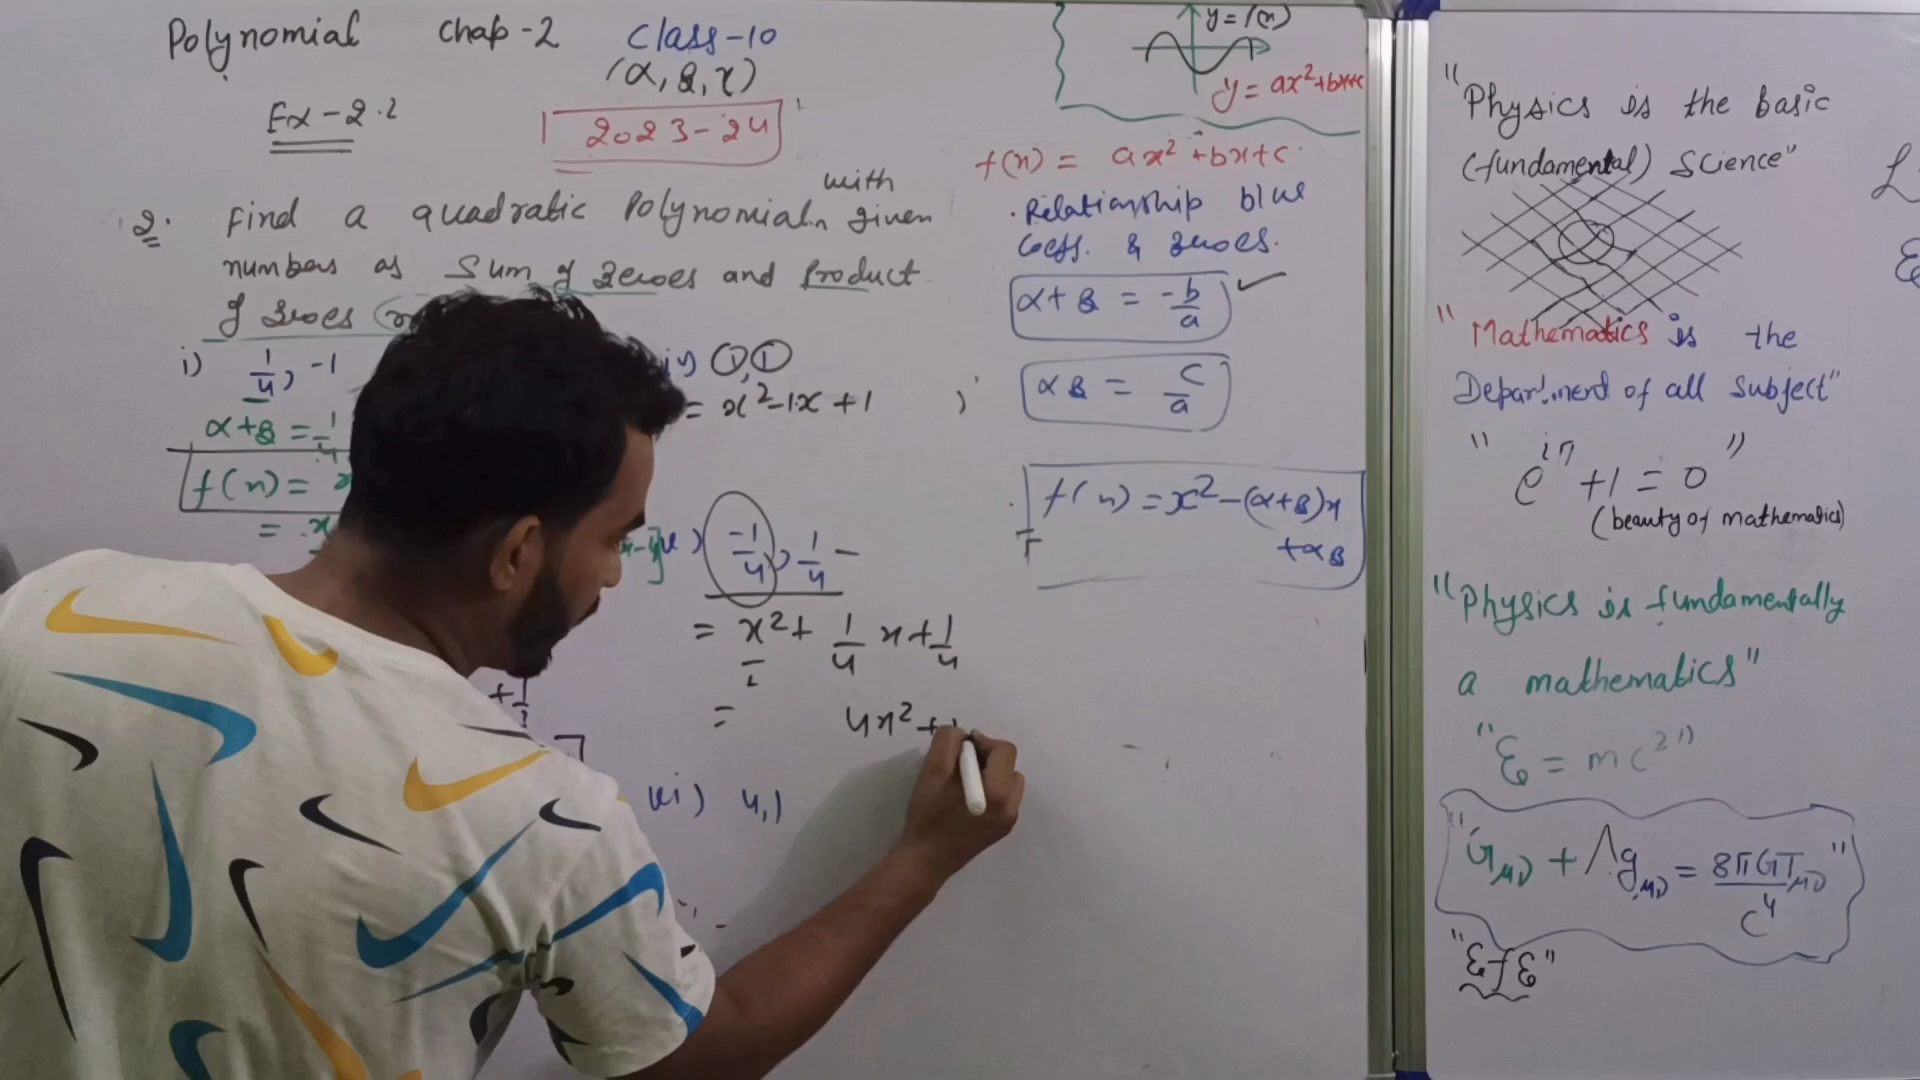 Polynomial Chap-2 Class-10
(α, β, γ)
Ex-2.2
2023-24
2. Find a quadratic Polynomial with given
numbers as Sum of zeroes and Product
of zeroes
i) 1/4, -1
α+β = 1/4
f(x) =
=
iv) 1, 1
= x²-1x+1
v) -1/4, 1/4
= x²+ 1/4 x+1/4
= 4x²+
vi) 4,1
y = f(x)
y = ax²+bx+c
f(x) = ax²+bx+c
Relationship b/w
Coeff. & zeroes.
α+β = -b/a
αβ = c/a
f(x) = x²-(α+β)x
+αβ
"Physics is the basic
(fundamental) Science"
"Mathematics is the
Department of all Subject"
"e^iπ +1 = 0"
(beauty of mathematics)
"Physics is fundamentally
a mathematics"
"E = mc²"
"Gμν + Λgμν = 8πGTμν/c⁴"
"EfE"